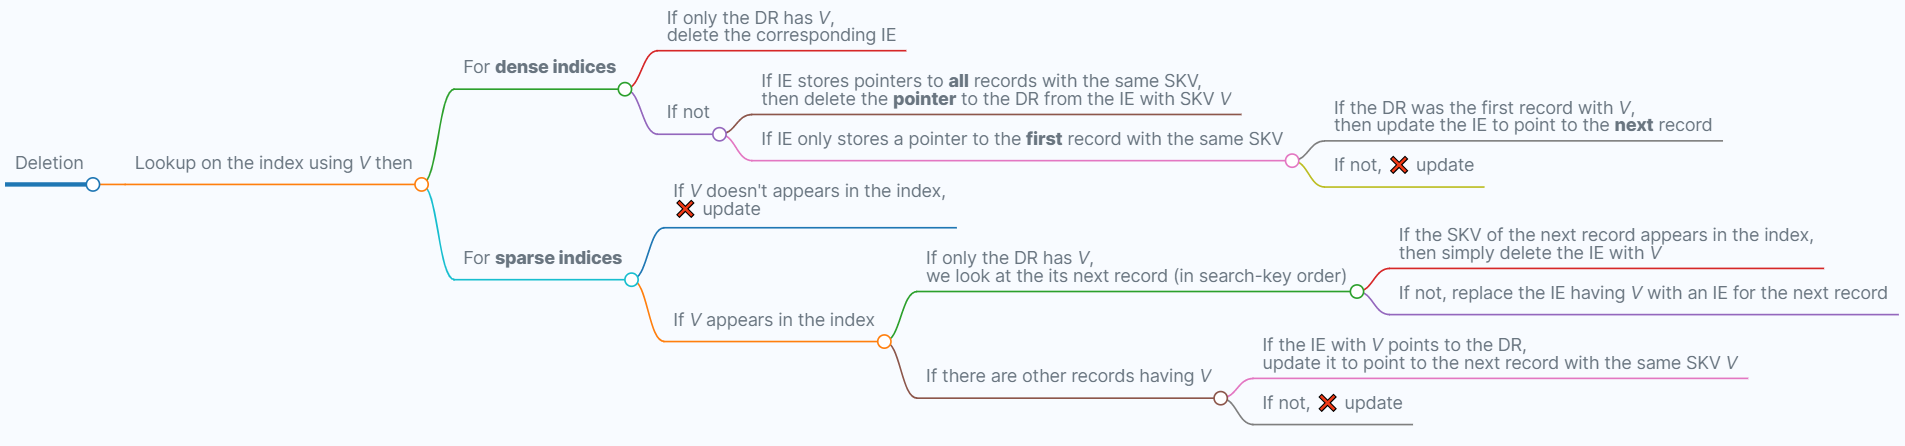 Deletion
Lookup on the index using V then
For dense indices
If only the DR has V,
delete the corresponding IE
If not
If IE stores pointers to all records with the same SKV,
then delete the pointer to the DR from the IE with SKV V
If IE only stores a pointer to the first record with the same SKV
If the DR was the first record with V,
then update the IE to point to the next record
If not, ❌ update
For sparse indices
If V doesn't appears in the index,
❌ update
If V appears in the index
If only the DR has V,
we look at the its next record (in search-key order)
If the SKV of the next record appears in the index,
then simply delete the IE with V
If not, replace the IE having V with an IE for the next record
If there are other records having V
If the IE with V points to the DR,
update it to point to the next record with the same SKV V
If not, ❌ update